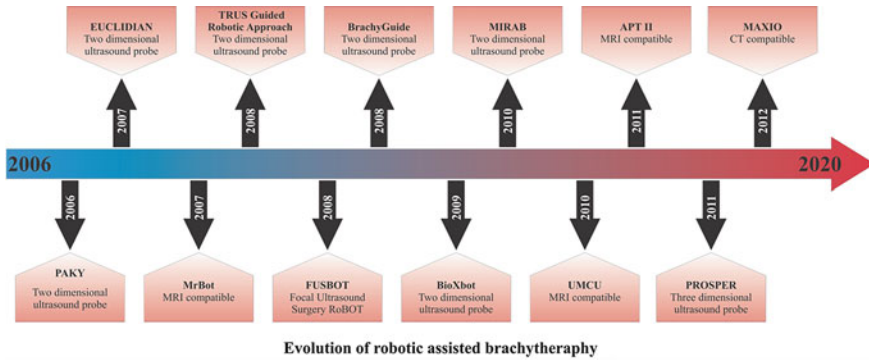 EUCLIDIAN
Two dimensional
ultrasound probe
TRUS Guided
Robotic Approach
Two dimensional
ultrasound probe
BrachyGuide
Two dimensional
ultrasound probe
MIRAB
Two dimensional
ultrasound probe
APT II
MRI compatible
MAXIO
CT compatible
2007
2008
2008
2010
2011
2012
2006
2020
2006
2007
2008
2009
2010
2011
PAKY
Two dimensional
ultrasound probe
MrBot
MRI compatible
FUSBOT
Focal Ultrasound
Surgery RoBOT
BioXbot
Two dimensional
ultrasound probe
UMCU
MRI compatible
PROSPER
Three dimensional
ultrasound probe
Evolution of robotic assisted brachytheraphy